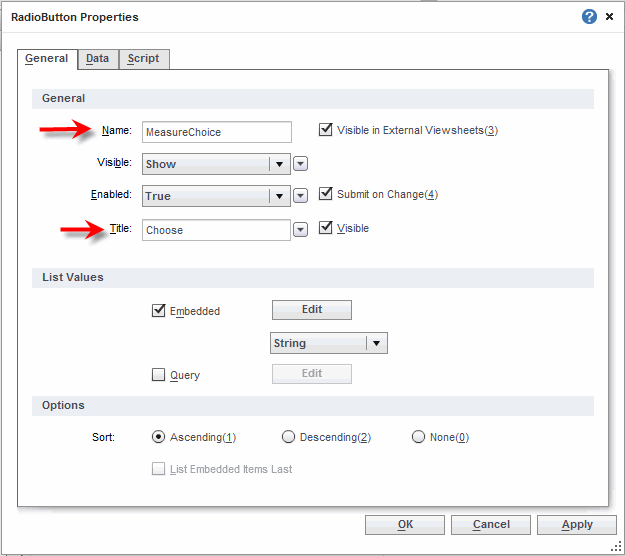 RadioButton Properties
General Data Script
General
Name: MeasureChoice Visible in External Viewsheets(3)
Visible: Show
Enabled: True Submit on Change(4)
Title: Choose Visible
List Values
Embedded Edit
String
Query Edit
Options
Sort: Ascending(1) Descending(2) None(0)
List Embedded Items Last
OK Cancel Apply